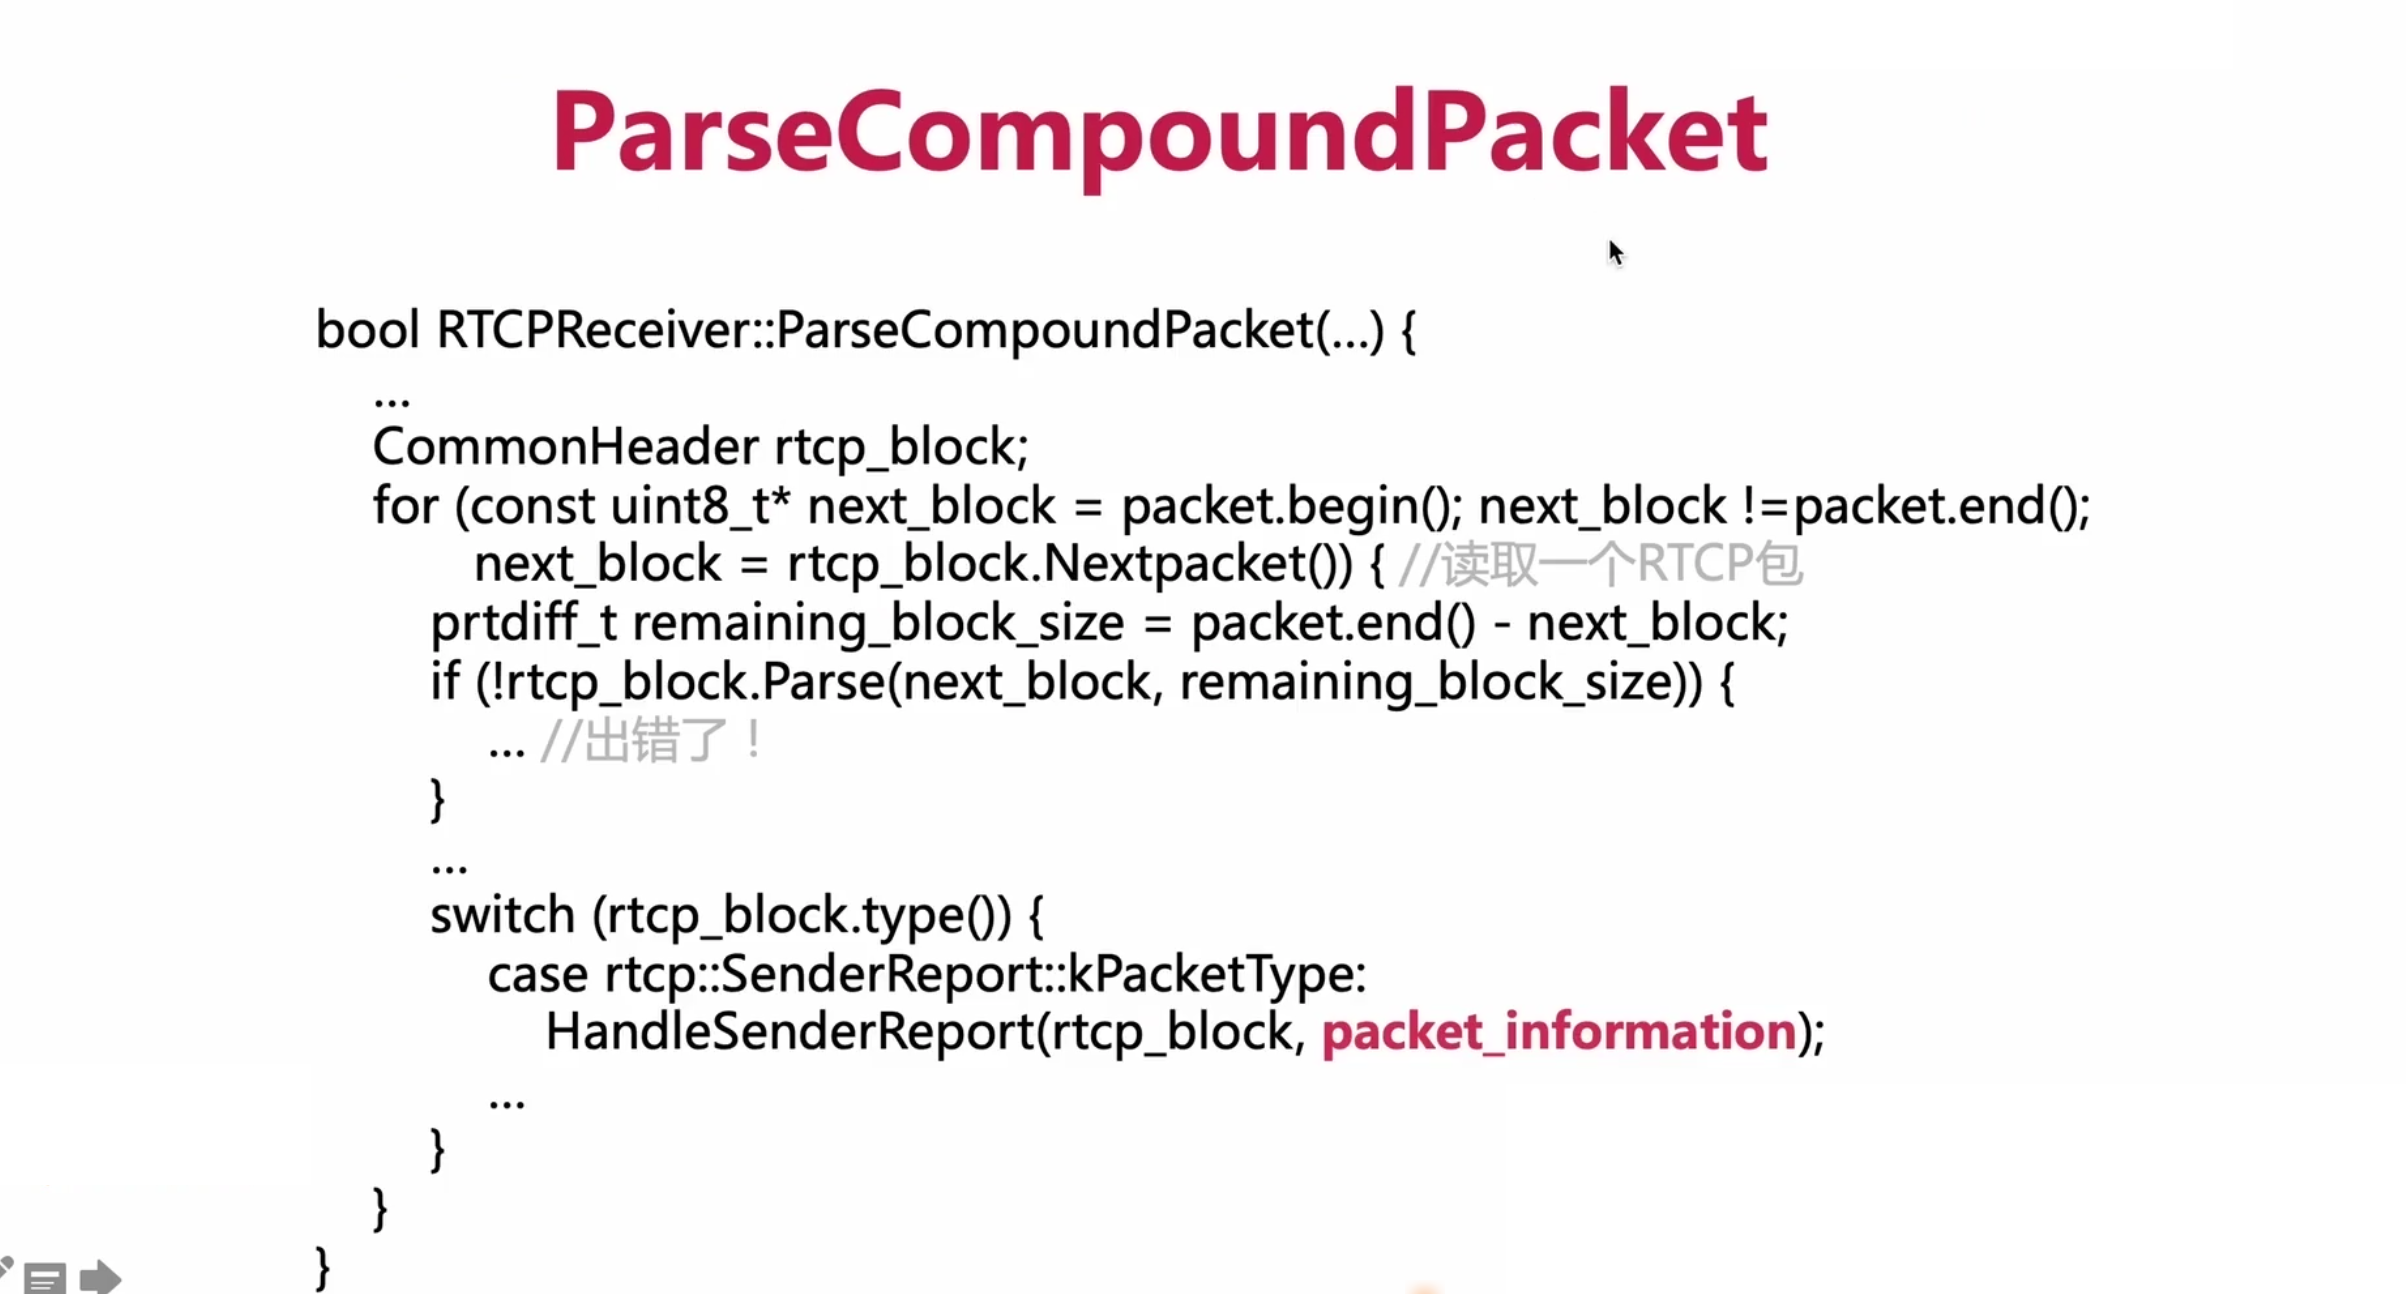 ParseCompoundPacket
bool RTCPReceiver::ParseCompoundPacket(...) {
...
CommonHeader rtcp_block;
for (const uint8_t* next_block = packet.begin(); next_block !=packet.end();
next_block = rtcp_block.Nextpacket()) { //读取一个RTCP包
prtdiff_t remaining_block_size = packet.end() - next_block;
if (!rtcp_block.Parse(next_block, remaining_block_size)) {
... //出错了！
}
...
switch (rtcp_block.type()) {
case rtcp::SenderReport::kPacketType:
HandleSenderReport(rtcp_block, packet_information);
...
}
}
}